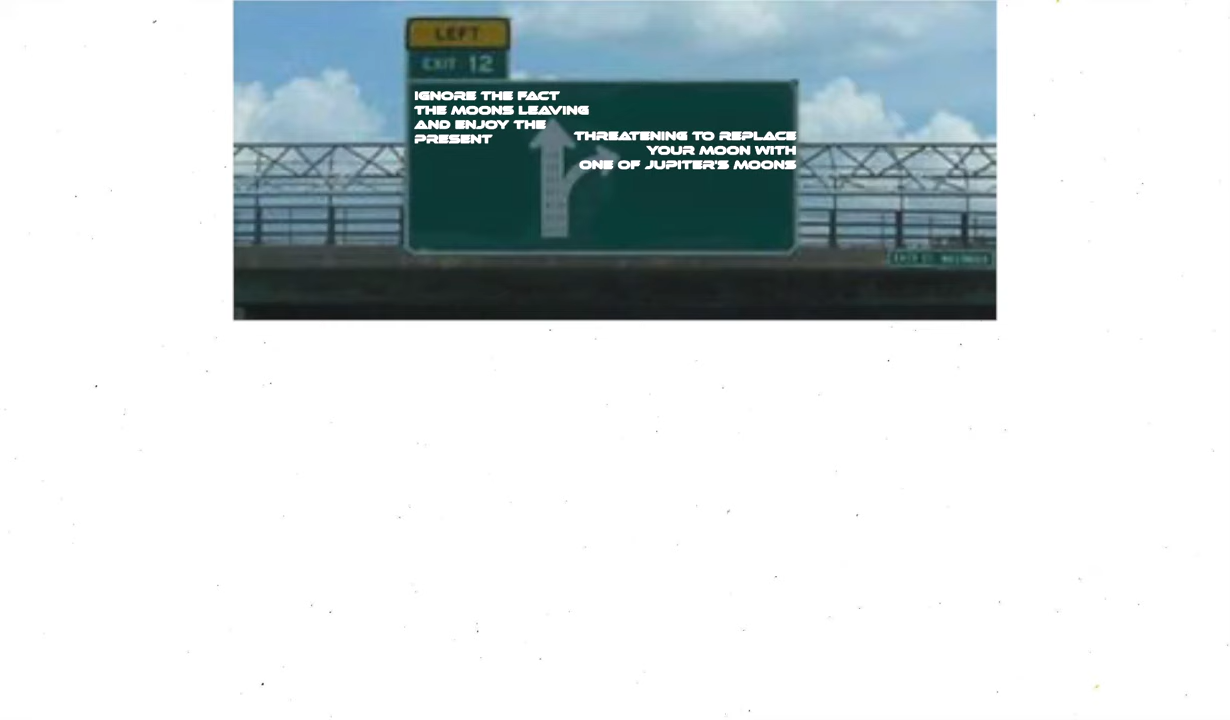 LEFT
EXIT 12
IGNORE THE FACT
THE MOONS LEAVING
AND ENJOY THE
PRESENT
THREATENING TO REPLACE
YOUR MOON WITH
ONE OF JUPITER'S MOONS